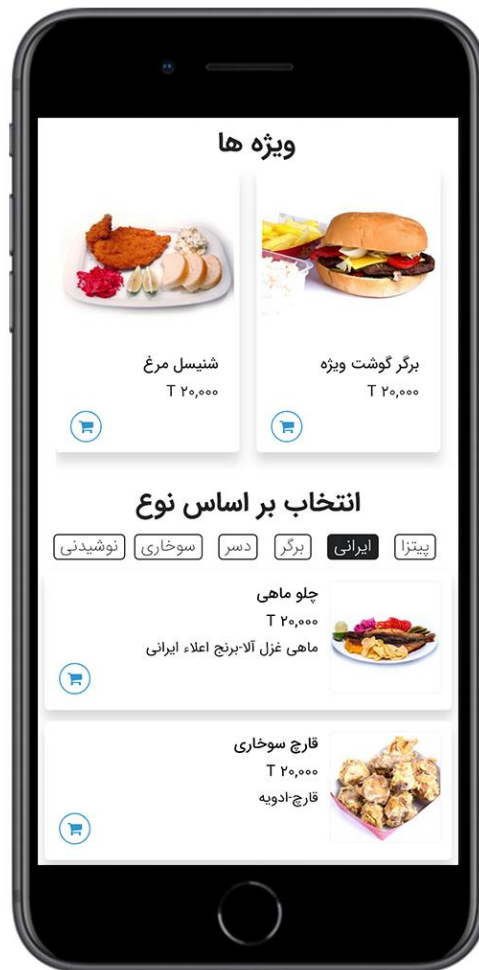 ویژه ها
برگر گوشت ویژه
T ۲۰,۰۰۰
شنیسل مرغ
T ۲۰,۰۰۰
انتخاب بر اساس نوع
پیتزا ایرانی برگر دسر سوخاری نوشیدنی
چلو ماهی
T ۲۰,۰۰۰
ماهی غزل آلا-برنج اعلاء ایرانی
قارچ سوخاری
T ۲۰,۰۰۰
قارچ-ادویه